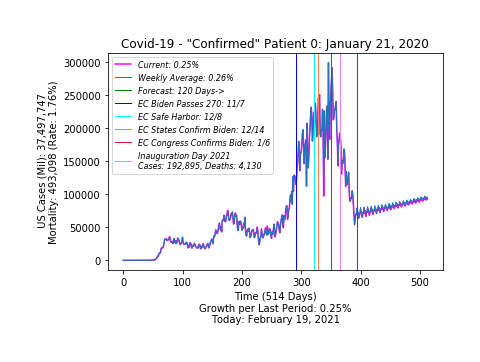 Covid-19 - "Confirmed" Patient 0: January 21, 2020
US Cases (Mil): 37,497,747
Mortality: 493,098 (Rate: 1.76%)
300000
250000
200000
150000
100000
50000
0
Current: 0.25%
Weekly Average: 0.26%
Forecast: 120 Days->
EC Biden Passes 270: 11/7
EC Safe Harbor: 12/8
EC States Confirm Biden: 12/14
EC Congress Confirms Biden: 1/6
Inauguration Day 2021
Cases: 192,895, Deaths: 4,130
0 100 200 300 400 500
Time (514 Days)
Growth per Last Period: 0.25%
Today: February 19, 2021